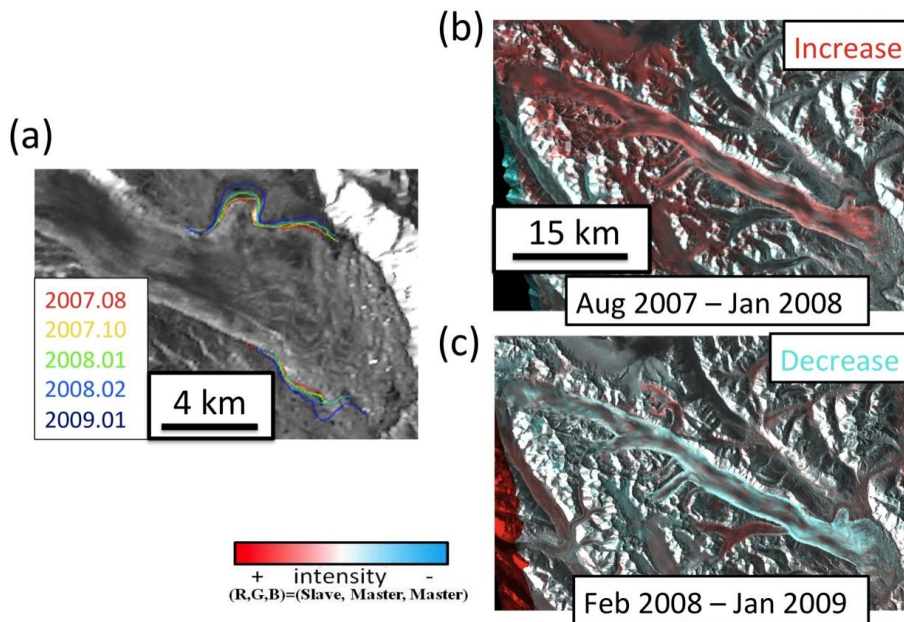 (a)
2007.08
2007.10
2008.01
2008.02
2009.01
4 km
+ intensity -
(R,G,B)=(Slave, Master, Master)
(b)
Increase
15 km
Aug 2007 – Jan 2008
(c)
Decrease
Feb 2008 – Jan 2009